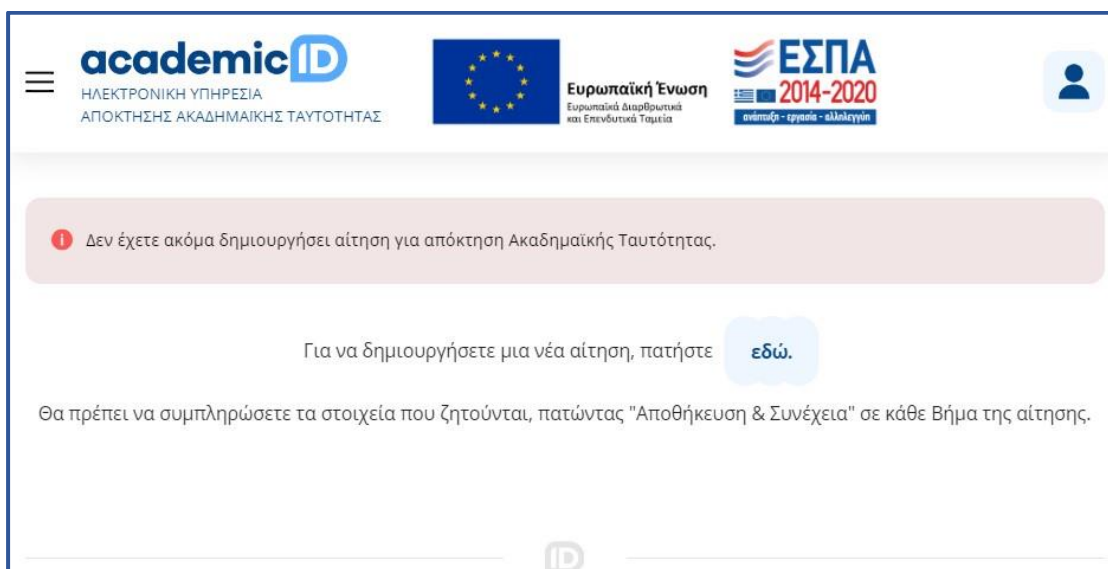 academicID
ΗΛΕΚΤΡΟΝΙΚΗ ΥΠΗΡΕΣΙΑ
ΑΠΟΚΤΗΣΗΣ ΑΚΑΔΗΜΑΪΚΗΣ ΤΑΥΤΟΤΗΤΑΣ
Ευρωπαϊκή Ένωση
Ευρωπαϊκά Διαρθρωτικά
και Επενδυτικά Ταμεία
ΕΣΠΑ
2014-2020
ανάπτυξη - εργασία - αλληλεγγύη
Δεν έχετε ακόμα δημιουργήσει αίτηση για απόκτηση Ακαδημαϊκής Ταυτότητας.
Για να δημιουργήσετε μια νέα αίτηση, πατήστε εδώ.
Θα πρέπει να συμπληρώσετε τα στοιχεία που ζητούνται, πατώντας "Αποθήκευση & Συνέχεια" σε κάθε Βήμα της αίτησης.
ID